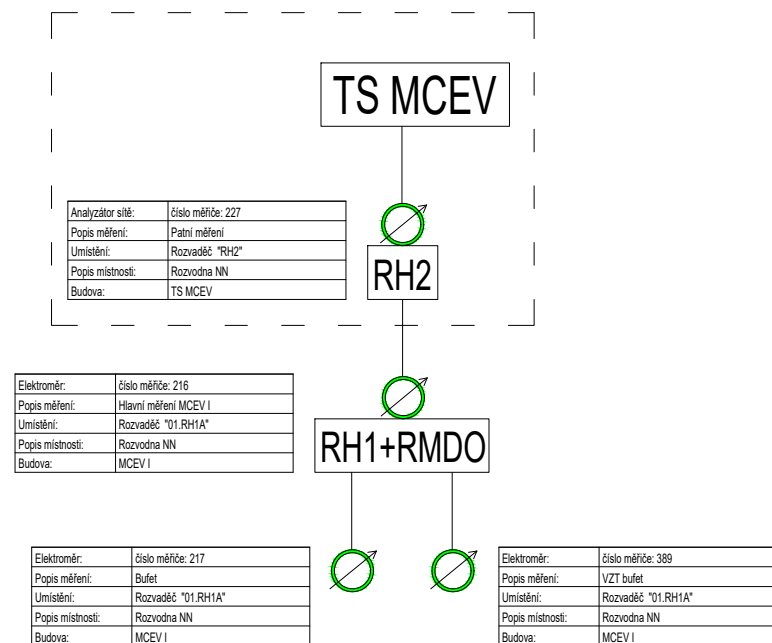 TS MCEV
Analyzátor sítě: číslo měřiče: 227
Popis měření: Patní měření
Umístění: Rozvaděč "RH2"
Popis místnosti: Rozvodna NN
Budova: TS MCEV
RH2
Elektroměr: číslo měřiče: 216
Popis měření: Hlavní měření MCEV I
Umístění: Rozvaděč "01.RH1A"
Popis místnosti: Rozvodna NN
Budova: MCEV I
RH1+RMDO
Elektroměr: číslo měřiče: 217
Popis měření: Bufet
Umístění: Rozvaděč "01.RH1A"
Popis místnosti: Rozvodna NN
Budova: MCEV I
Elektroměr: číslo měřiče: 389
Popis měření: VZT bufet
Umístění: Rozvaděč "01.RH1A"
Popis místnosti: Rozvodna NN
Budova: MCEV I